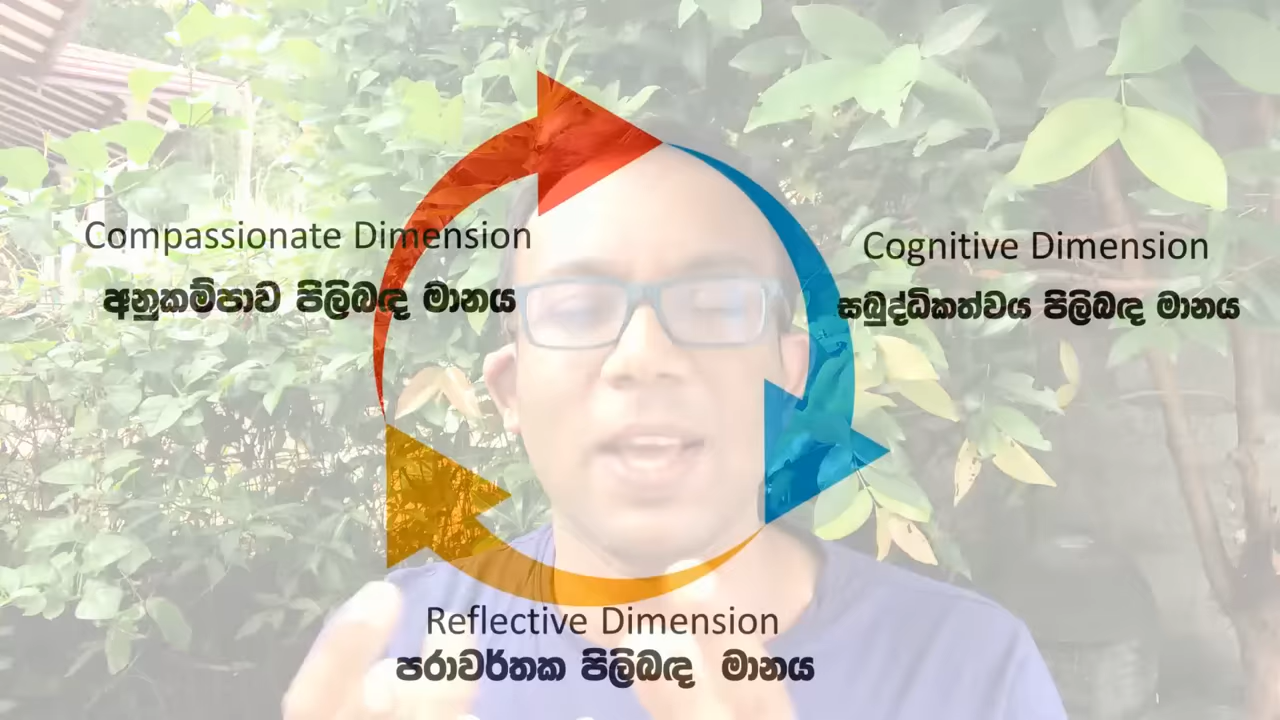 Compassionate Dimension
අනුකම්පාව පිලිබඳ මානය
Cognitive Dimension
සබුද්ධිකත්වය පිලිබඳ මානය
Reflective Dimension
පරාවර්තක පිලිබඳ මානය